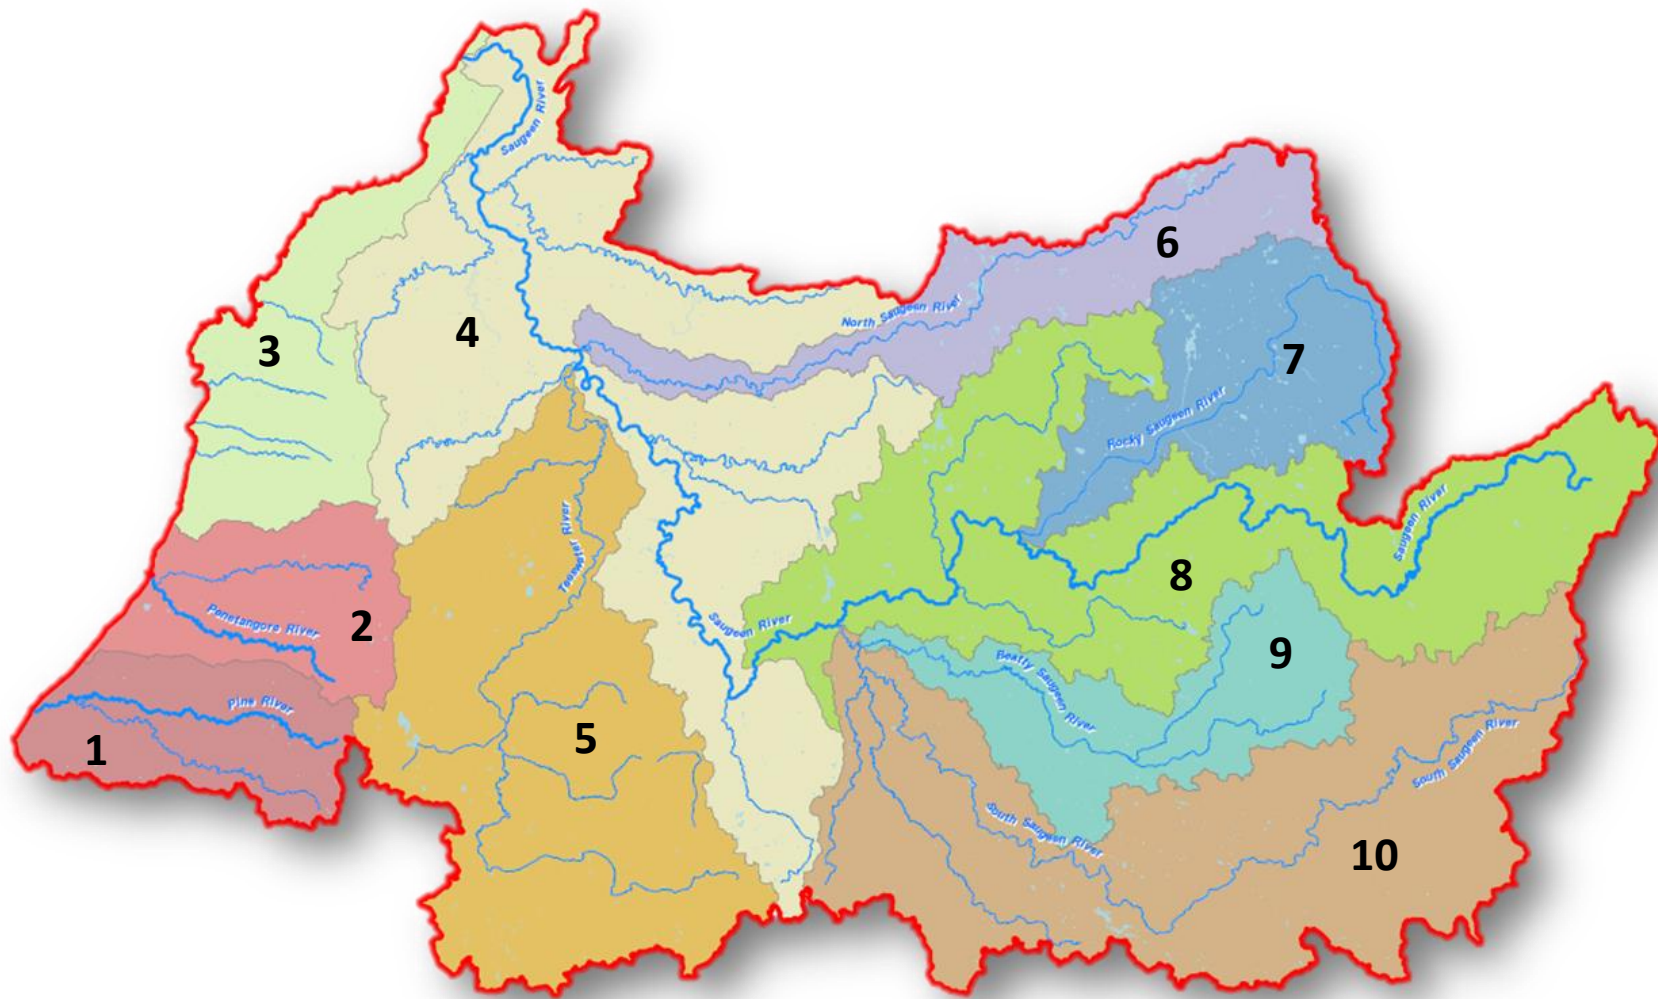 Saugeen River
6
North Saugeen River
4
3
7
Rocky Saugeen River
Saugeen River
Teeswater River
8
Penetangore River
2
Saugeen River
9
Beatty Saugeen River
Pine River
1
5
South Saugeen River
South Saugeen River
10